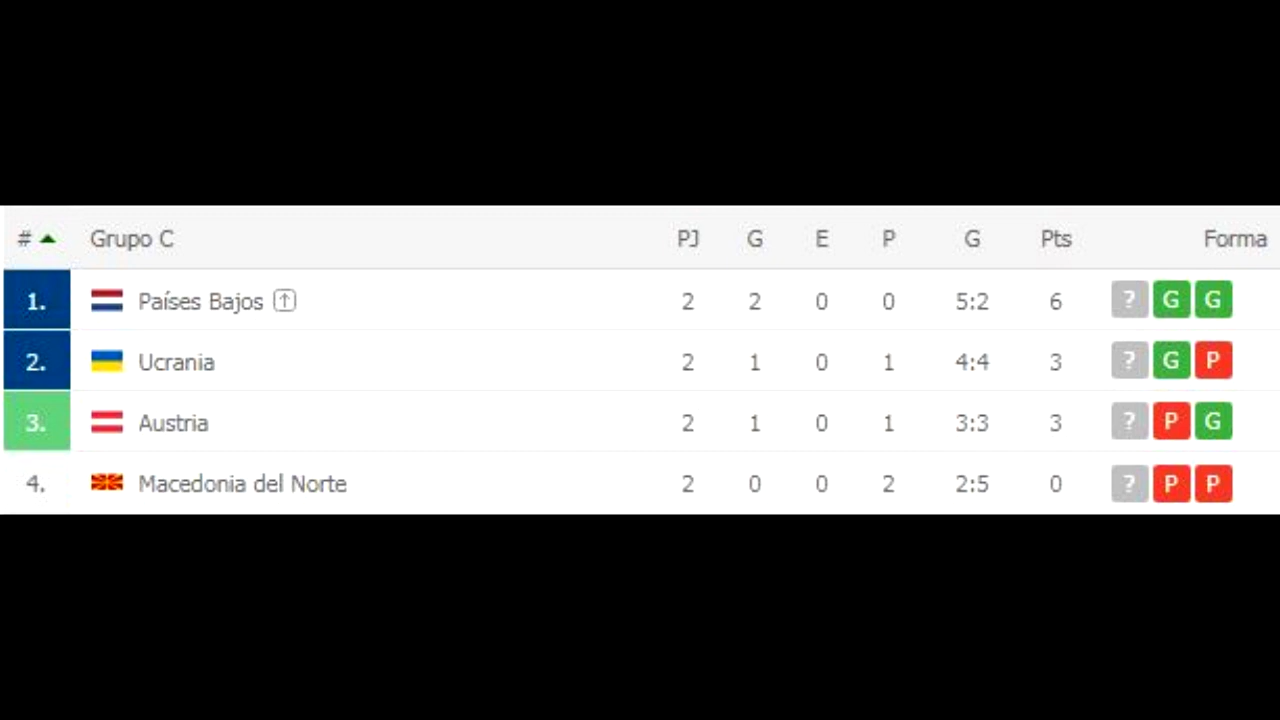 # Grupo C PJ G E P G Pts Forma
1. Países Bajos 2 2 0 0 5:2 6 ? G G
2. Ucrania 2 1 0 1 4:4 3 ? G P
3. Austria 2 1 0 1 3:3 3 ? P G
4. Macedonia del Norte 2 0 0 2 2:5 0 ? P P